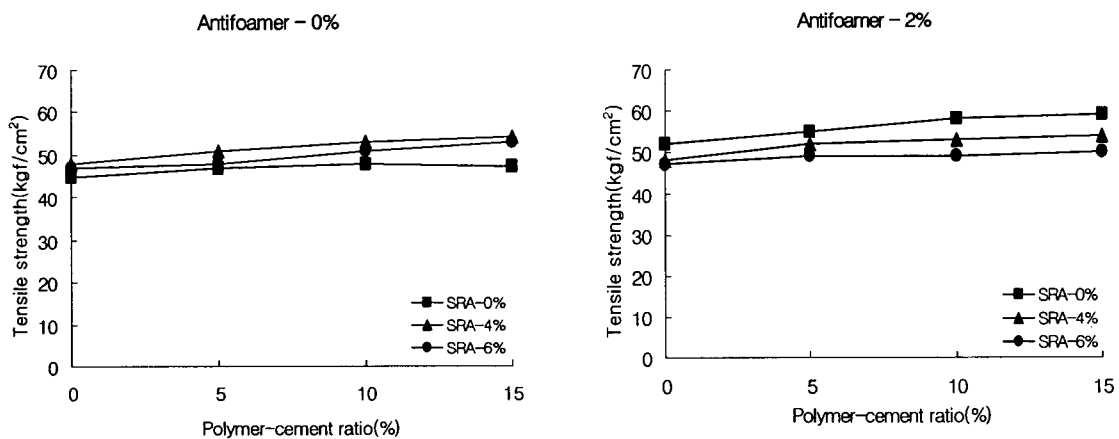 Antifoamer - 0%
Tensile strength(kgf/cm²)
70
60
50
40
30
20
10
0
SRA-0%
SRA-4%
SRA-6%
0 5 10 15
Polymer-cement ratio(%)
Antifoamer - 2%
Tensile strength(kgf/cm²)
70
60
50
40
30
20
10
0
SRA-0%
SRA-4%
SRA-6%
0 5 10 15
Polymer-cement ratio(%)